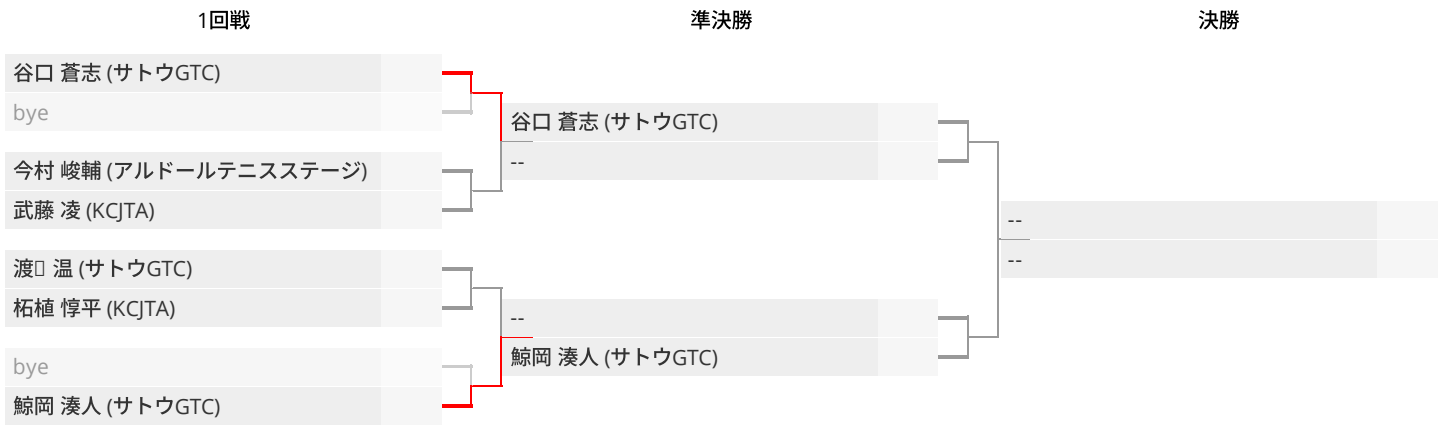 1回戦
準決勝
決勝
谷口 蒼志 (サトウGTC)
bye
今村 峻輔 (アルドールテニスステージ)
武藤 凌 (KCJTA)
渡 温 (サトウGTC)
柘植 惇平 (KCJTA)
bye
鯨岡 湊人 (サトウGTC)
谷口 蒼志 (サトウGTC)
--
--
鯨岡 湊人 (サトウGTC)
--
--